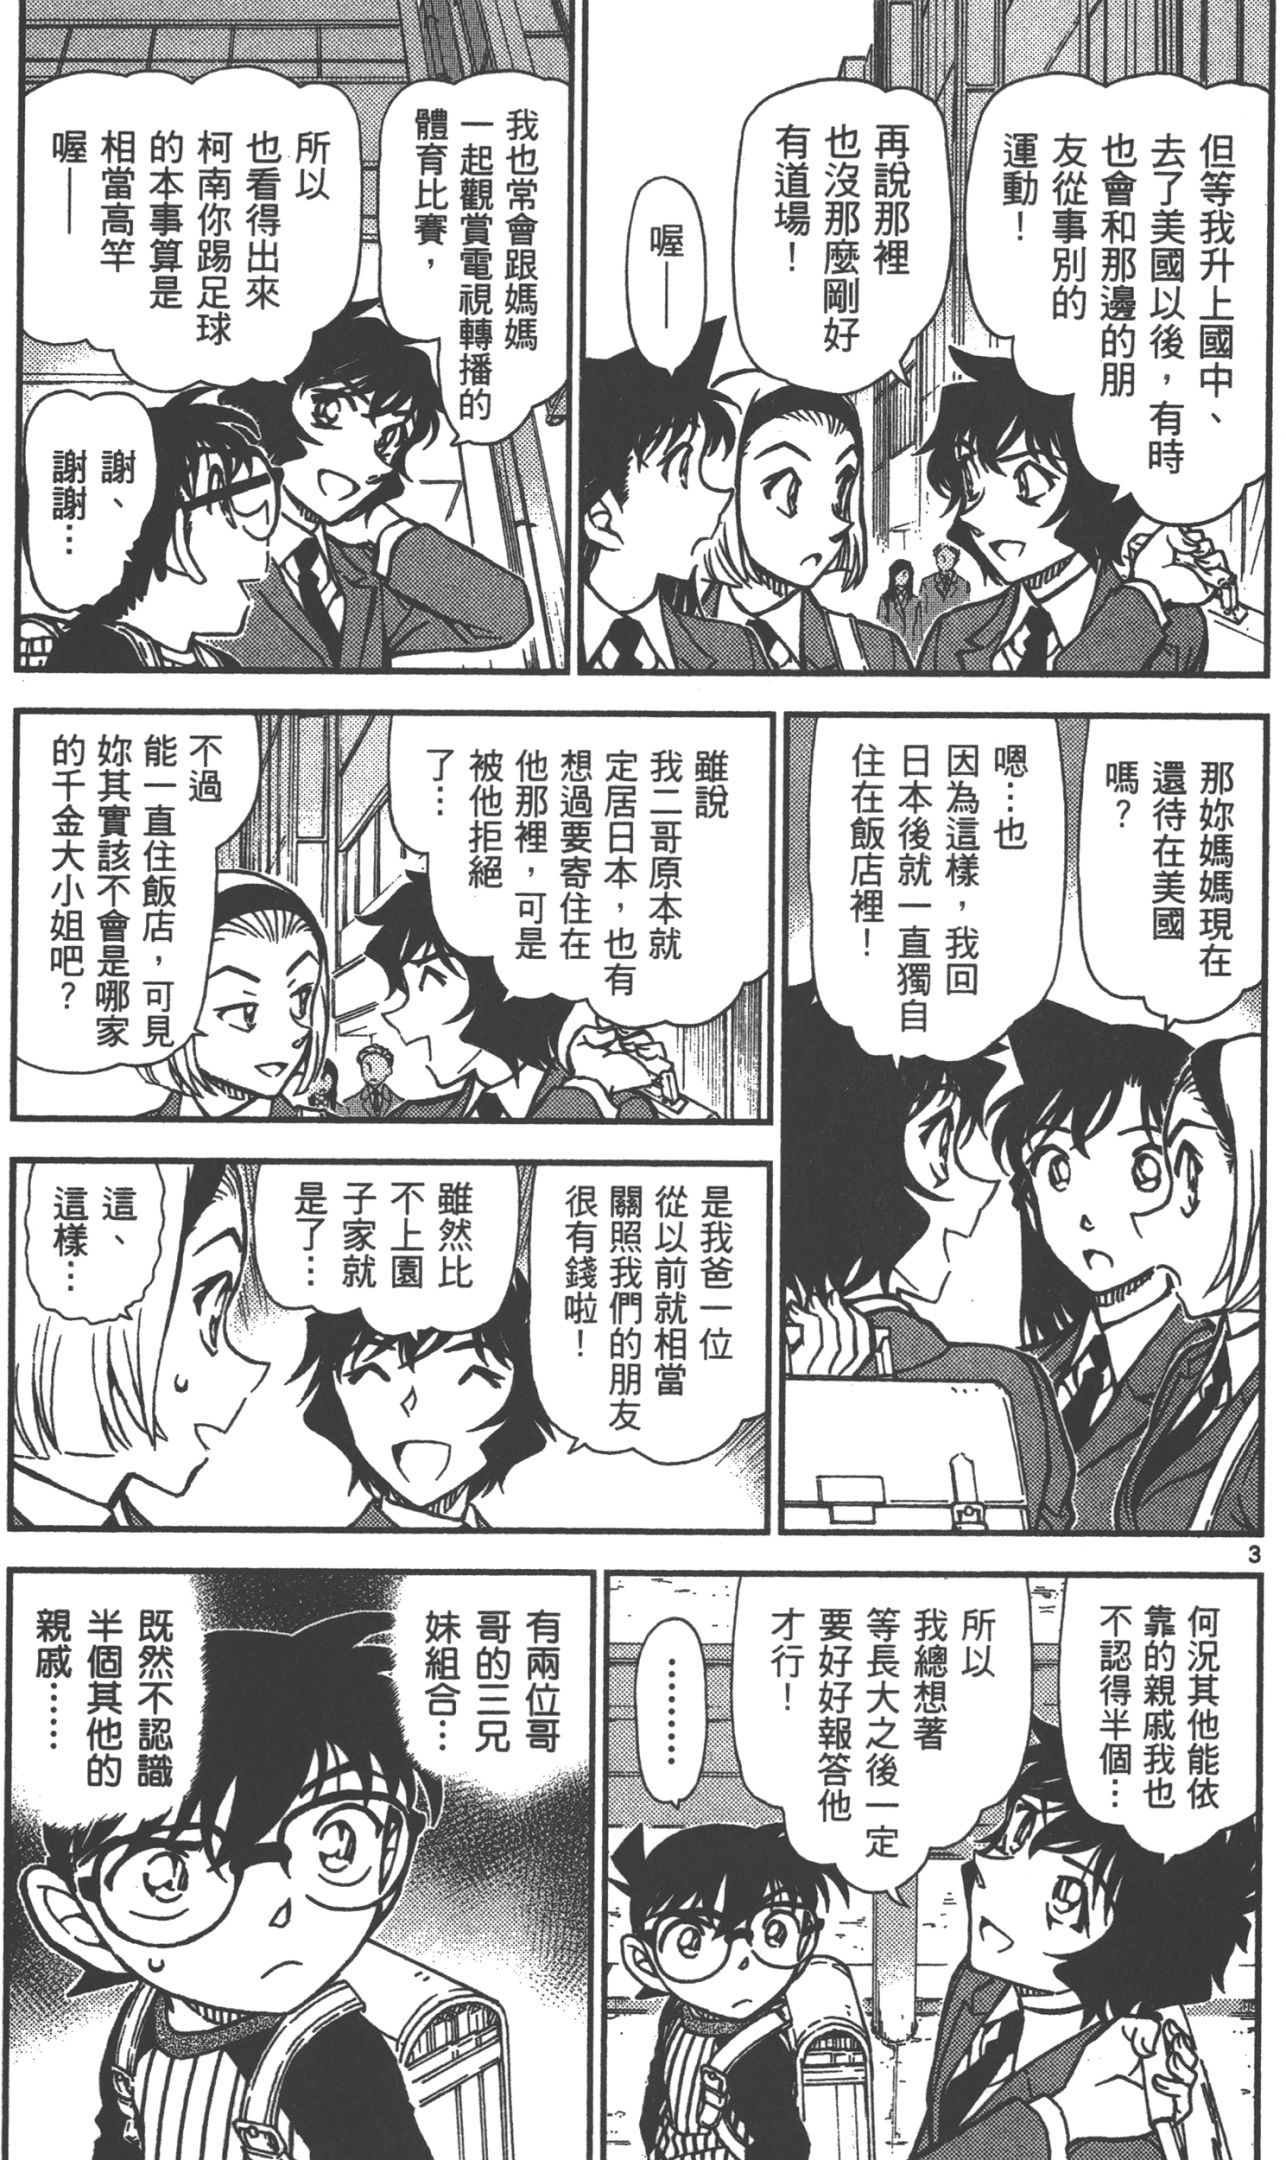 但等我升上國中、
去了美國以後，有時
也會和那邊的朋
友從事別的
運動！
再說那裡
也沒那麼剛好
有道場！
喔——
我也常會跟媽媽
一起觀賞電視轉播的
體育比賽，
所以
也看得出來
柯南你踢足球
的本事算是
相當高竿
喔——
謝、
謝謝…
那妳媽媽現在
還待在美國
嗎？
嗯…也
因為這樣，我回
日本後就一直獨自
住在飯店裡！
雖說
我二哥原本就
定居日本，也有
想過要寄住在
他那裡，可是
被他拒絕
了…
不過
能一直住飯店，可見
妳其實該不會是哪家
的千金大小姐吧？
是我爸一位
從以前就相當
關照我們的朋友
很有錢啦！
雖然比
不上園
子家就
是了…
這、
這樣…
3
何況其他能依
靠的親戚我也
不認得半個…
所以
我總想著
等長大之後一定
要好好報答他
才行！
………
有兩位哥
哥的三兄
妹組合…
既然不認識
半個其他的
親戚……